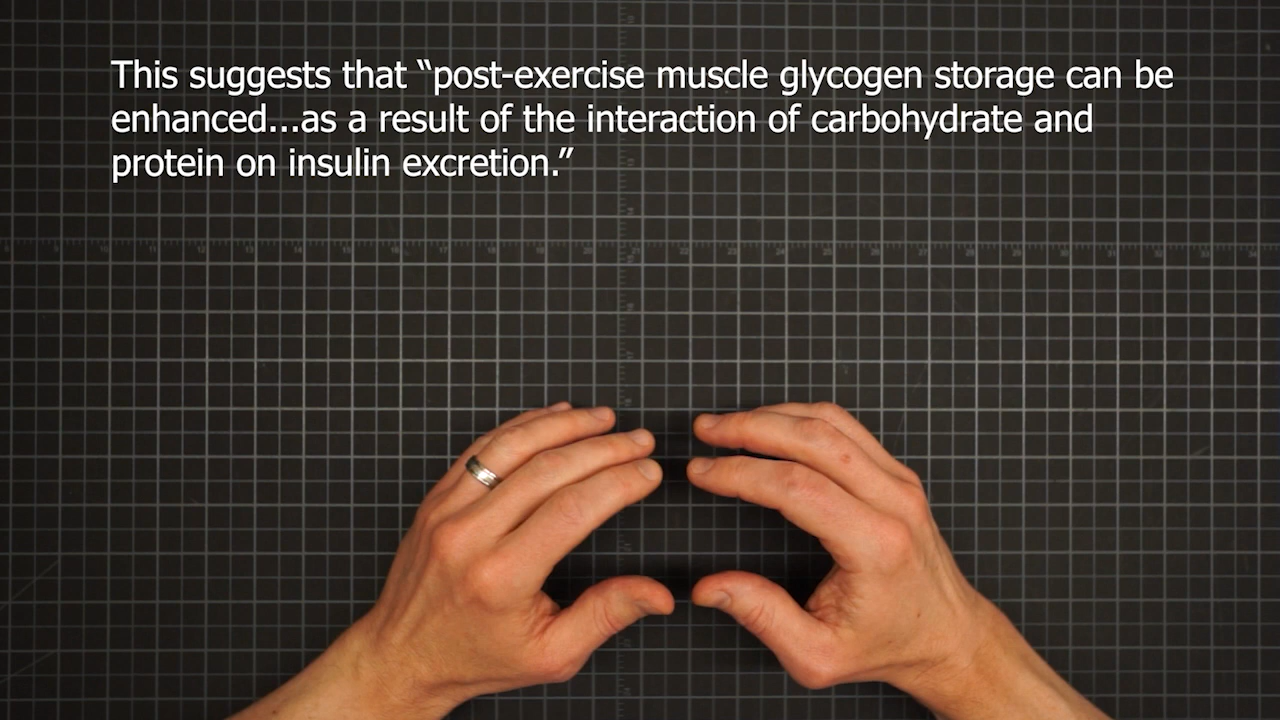 This suggests that “post-exercise muscle glycogen storage can be
enhanced...as a result of the interaction of carbohydrate and
protein on insulin excretion.”